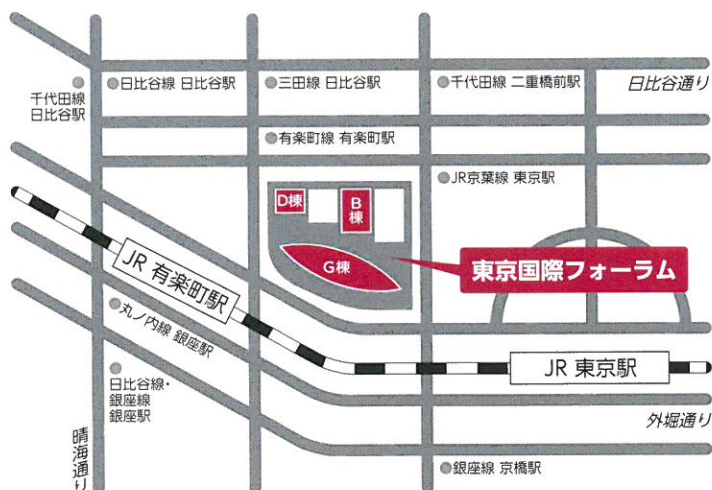 日比谷線 日比谷駅
三田線 日比谷駅
千代田線 二重橋前駅
日比谷通り
千代田線
日比谷駅
有楽町線 有楽町駅
JR京葉線 東京駅
D棟
B
棟
G棟
東京国際フォーラム
JR 有楽町駅
丸ノ内線 銀座駅
JR 東京駅
日比谷線・
銀座線
銀座駅
外堀通り
晴海通り
銀座線 京橋駅